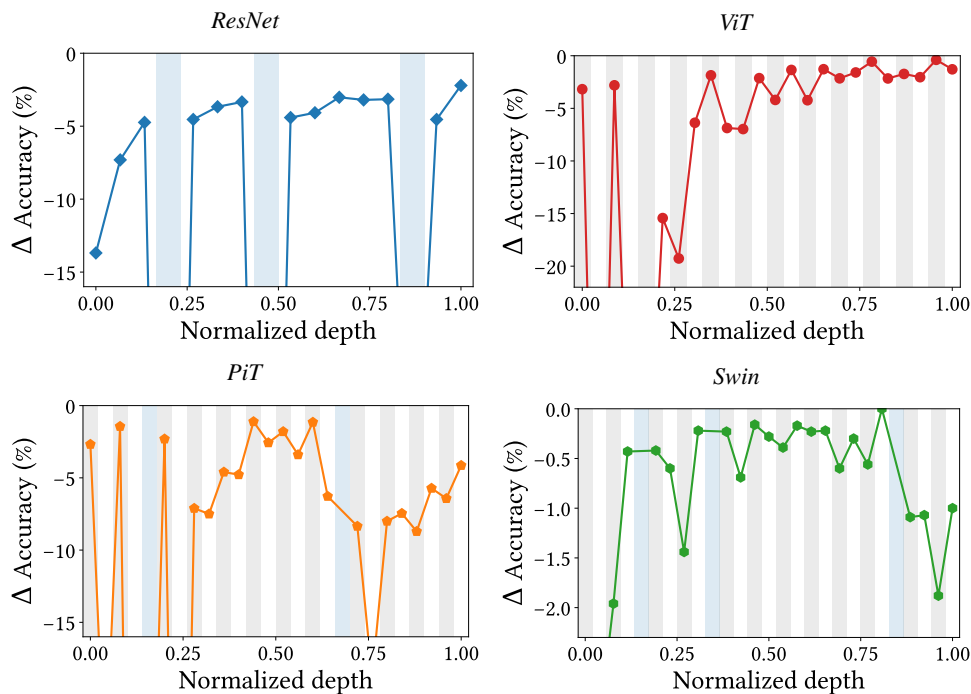 ResNet
0
−5
−10
−15
Δ Accuracy (%)
0.00 0.25 0.50 0.75 1.00
Normalized depth
ViT
0
−5
−10
−15
−20
Δ Accuracy (%)
0.00 0.25 0.50 0.75 1.00
Normalized depth
PiT
0
−5
−10
−15
Δ Accuracy (%)
0.00 0.25 0.50 0.75 1.00
Normalized depth
Swin
0.0
−0.5
−1.0
−1.5
−2.0
Δ Accuracy (%)
0.00 0.25 0.50 0.75 1.00
Normalized depth